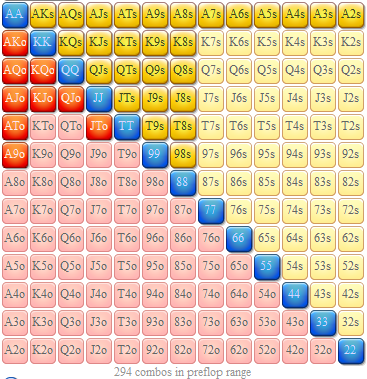 AA AKs AQs AJs ATs A9s A8s A7s A6s A5s A4s A3s A2s
AKo KK KQs KJs KTs K9s K8s K7s K6s K5s K4s K3s K2s
AQo KQo QQ QJs QTs Q9s Q8s Q7s Q6s Q5s Q4s Q3s Q2s
AJo KJo QJo JJ JTs J9s J8s J7s J6s J5s J4s J3s J2s
ATo KTo QTo JTo TT T9s T8s T7s T6s T5s T4s T3s T2s
A9o K9o Q9o J9o T9o 99 98s 97s 96s 95s 94s 93s 92s
A8o K8o Q8o J8o T8o 98o 88 87s 86s 85s 84s 83s 82s
A7o K7o Q7o J7o T7o 97o 87o 77 76s 75s 74s 73s 72s
A6o K6o Q6o J6o T6o 96o 86o 76o 66 65s 64s 63s 62s
A5o K5o Q5o J5o T5o 95o 85o 75o 65o 55 54s 53s 52s
A4o K4o Q4o J4o T4o 94o 84o 74o 64o 54o 44 43s 42s
A3o K3o Q3o J3o T3o 93o 83o 73o 63o 53o 43o 33 32s
A2o K2o Q2o J2o T2o 92o 82o 72o 62o 52o 42o 32o 22
294 combos in preflop range